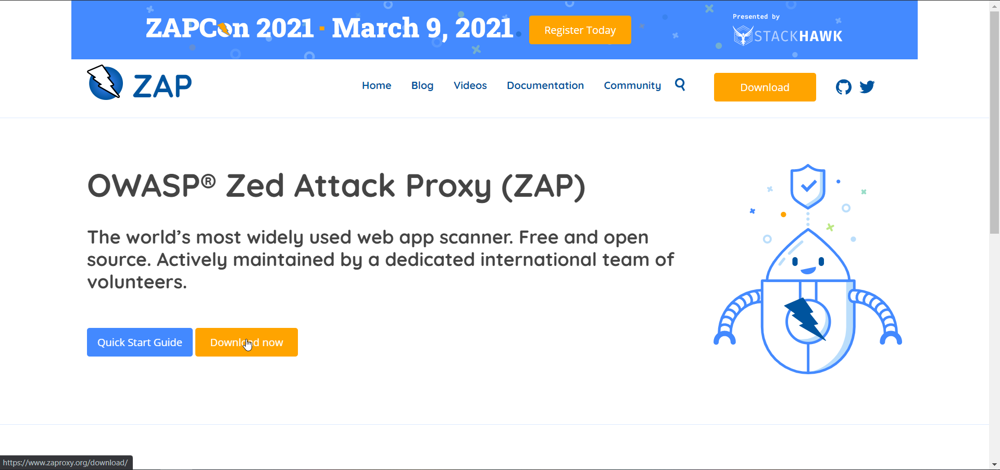 ZAPCon 2021 - March 9, 2021
Register Today
Presented by
STACKHAWK
ZAP
Home
Blog
Videos
Documentation
Community
Download
OWASP® Zed Attack Proxy (ZAP)
The world’s most widely used web app scanner. Free and open
source. Actively maintained by a dedicated international team of
volunteers.
Quick Start Guide
Download now
https://www.zaproxy.org/download/